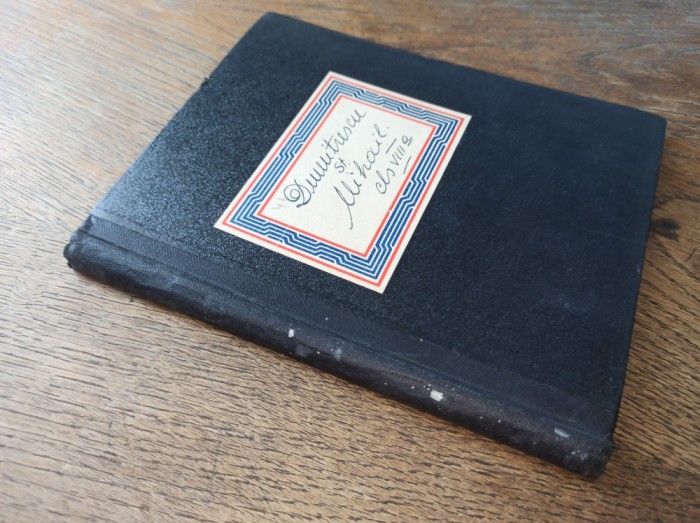 Dumitrescu
St.
Mihail.
cls VIII a